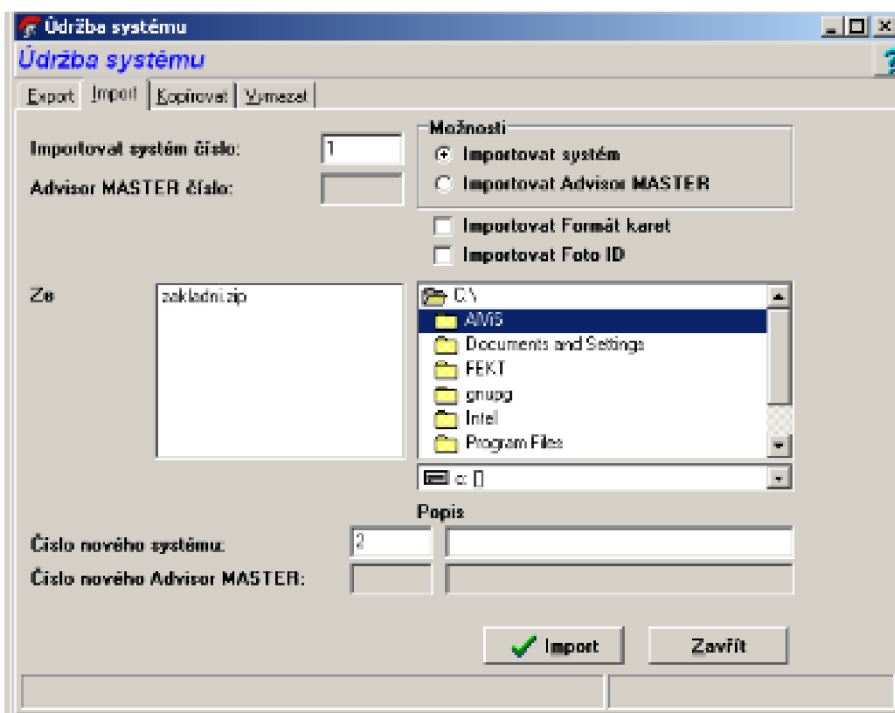 Údržba systému
Údržba systému
?
Export Import Kopírovat Vymazat
Importovat systém číslo: 1
Advisor MASTER číslo:
Možnosti
Importovat systém
Importovat Advisor MASTER
Importovat Formát karet
Importovat Foto ID
Ze
zakladni.zip
C:\
AMS
Documents and Settings
FEKT
gnupg
Intel
Program Files
c: []
Popis
Číslo nového systému: 2
Číslo nového Advisor MASTER:
Import
Zavřít